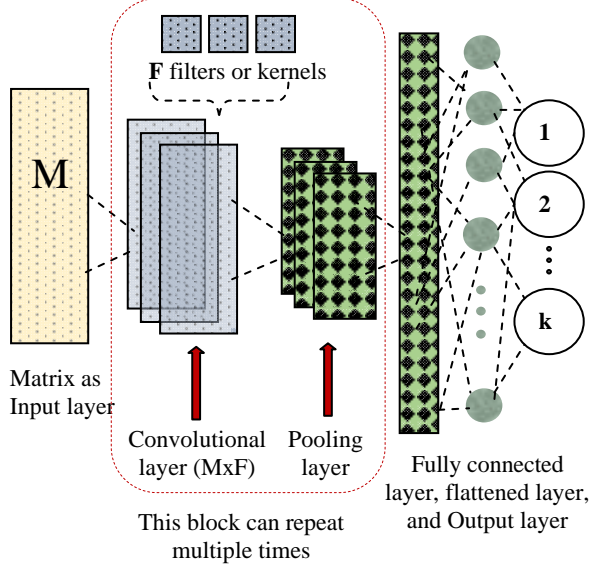 F filters or kernels
M
1
2
k
Matrix as
Input layer
Convolutional
layer (MxF)
Pooling
layer
Fully connected
layer, flattened layer,
and Output layer
This block can repeat
multiple times